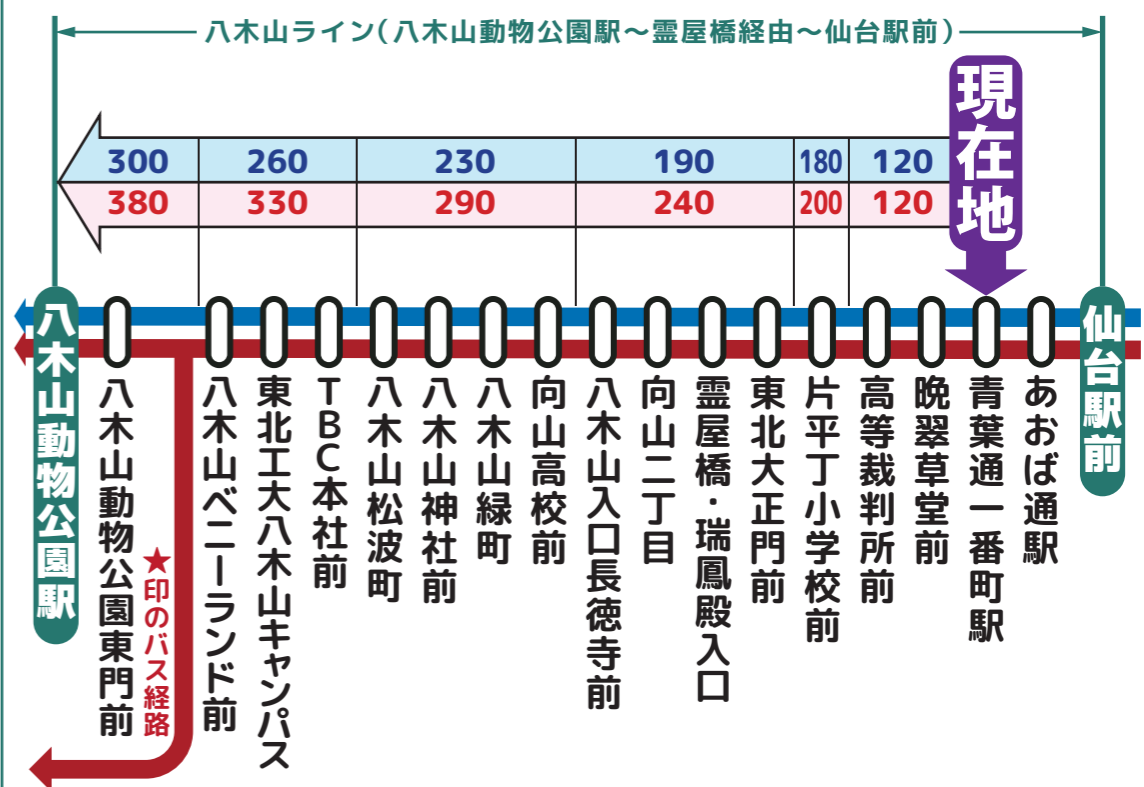 八木山ライン(八木山動物公園駅～霊屋橋経由～仙台駅前)
現在地
300 260 230 190 180 120
380 330 290 240 200 120
八木山動物公園駅
八木山動物公園東門前
★印のバス経路
八木山ベニーランド前
東北工大八木山キャンパス
TBC本社前
八木山松波町
八木山神社前
八木山緑町
向山高校前
八木山入口長徳寺前
向山二丁目
霊屋橋・瑞鳳殿入口
東北大正門前
片平丁小学校前
高等裁判所前
晩翠草堂前
青葉通一番町駅
あおば通駅
仙台駅前